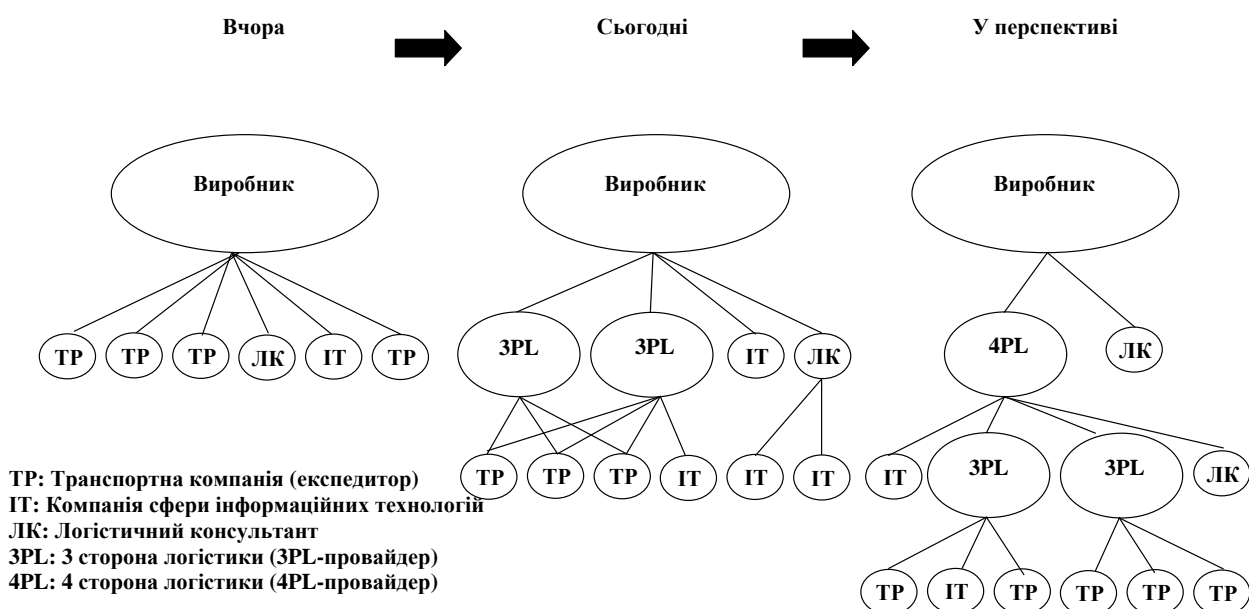 Вчора Сьогодні У перспективі
Виробник Виробник Виробник
ТР ТР ТР ЛК ІТ ТР 3PL 3PL ІТ ЛК 4PL ЛК
ТР ТР ТР ІТ ІТ ІТ ІТ 3PL 3PL ЛК
ТР: Транспортна компанія (експедитор)
ІТ: Компанія сфери інформаційних технологій
ЛК: Логістичний консультант
3PL: 3 сторона логістики (3PL-провайдер)
4PL: 4 сторона логістики (4PL-провайдер)
ТР ІТ ТР ТР ТР ТР